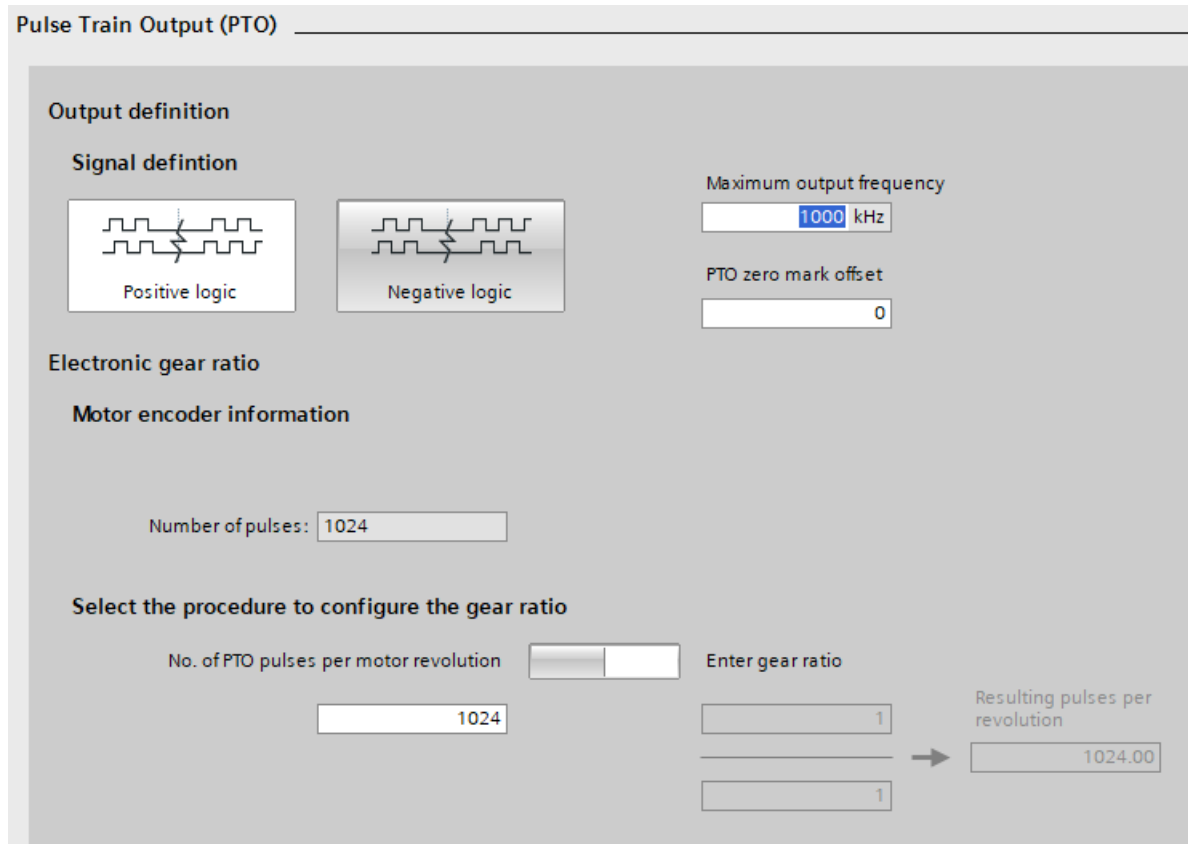 Pulse Train Output (PTO)
Output definition
Signal defintion
Positive logic
Negative logic
Maximum output frequency
1000 kHz
PTO zero mark offset
0
Electronic gear ratio
Motor encoder information
Number of pulses: 1024
Select the procedure to configure the gear ratio
No. of PTO pulses per motor revolution
1024
Enter gear ratio
1
1
Resulting pulses per
revolution
1024.00